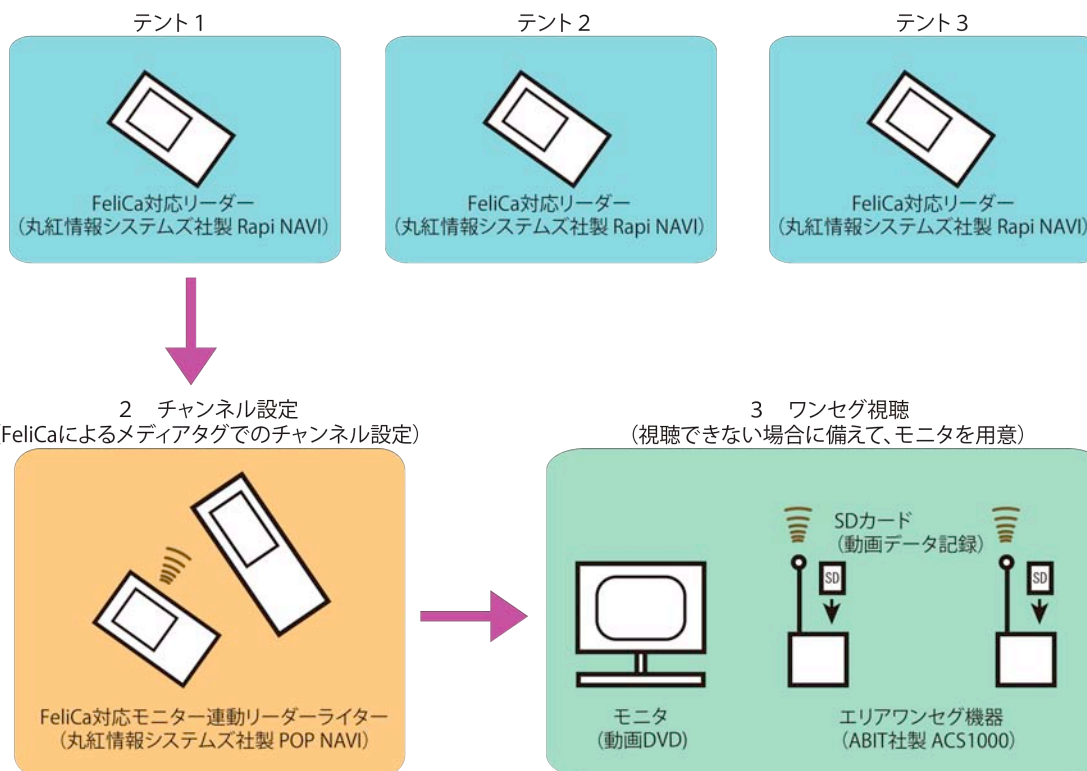 テント1
テント2
テント3
FeliCa対応リーダー
(丸紅情報システムズ社製 Rapi NAVI)
FeliCa対応リーダー
(丸紅情報システムズ社製 Rapi NAVI)
FeliCa対応リーダー
(丸紅情報システムズ社製 Rapi NAVI)
2 チャンネル設定
(FeliCaによるメディアタグでのチャンネル設定)
FeliCa対応モニター連動リーダーライター
(丸紅情報システムズ社製 POP NAVI)
3 ワンセグ視聴
(視聴できない場合に備えて、モニタを用意)
SDカード
(動画データ記録)
SD
SD
モニタ
(動画DVD)
エリアワンセグ機器
(ABIT社製 ACS1000)